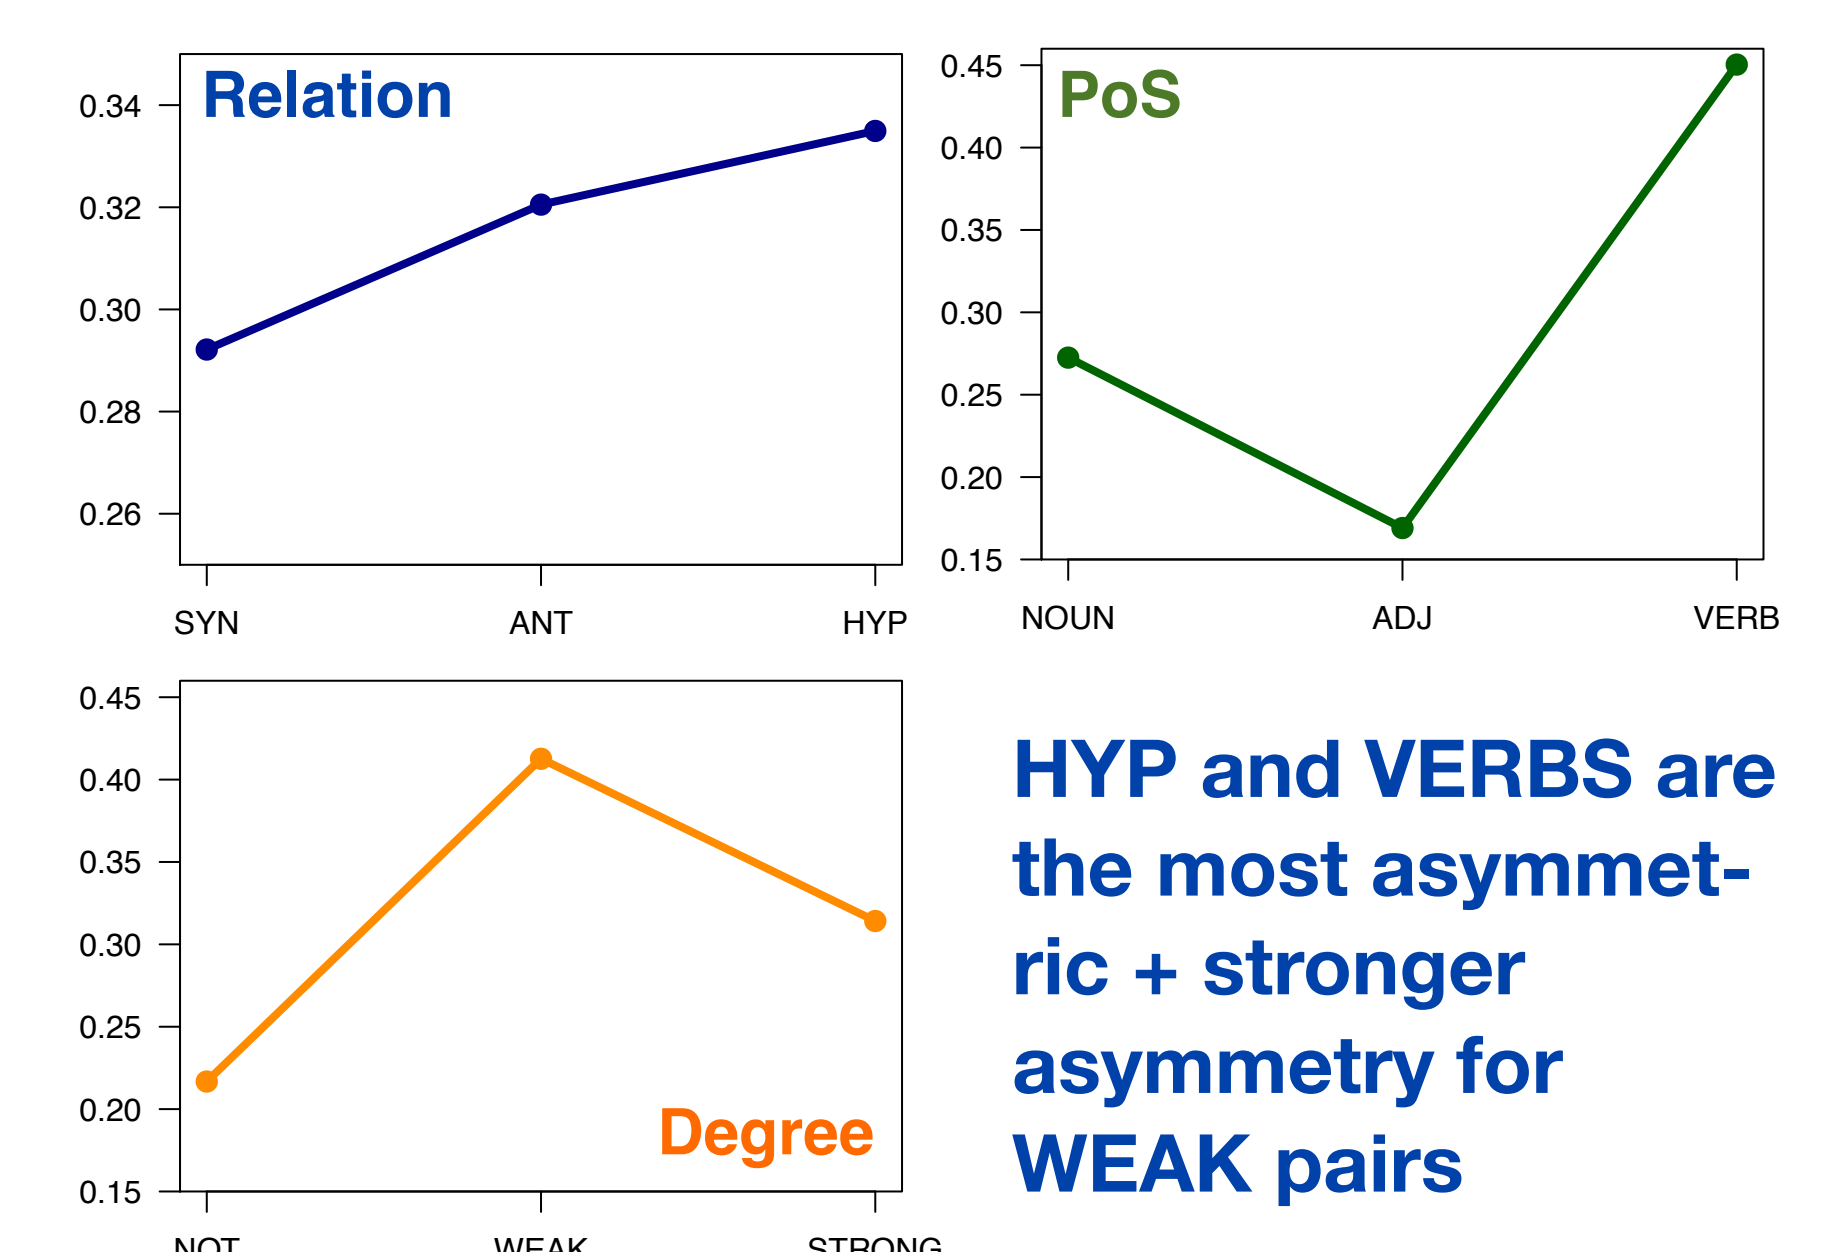 Relation
0.34
0.32
0.30
0.28
0.26
SYN ANT HYP
PoS
0.45
0.40
0.35
0.30
0.25
0.20
0.15
NOUN ADJ VERB
0.45
0.40
0.35
0.30
0.25
0.20
0.15
Degree
NOT WEAK STRONG
HYP and VERBS are
the most asymmet-
ric + stronger
asymmetry for
WEAK pairs